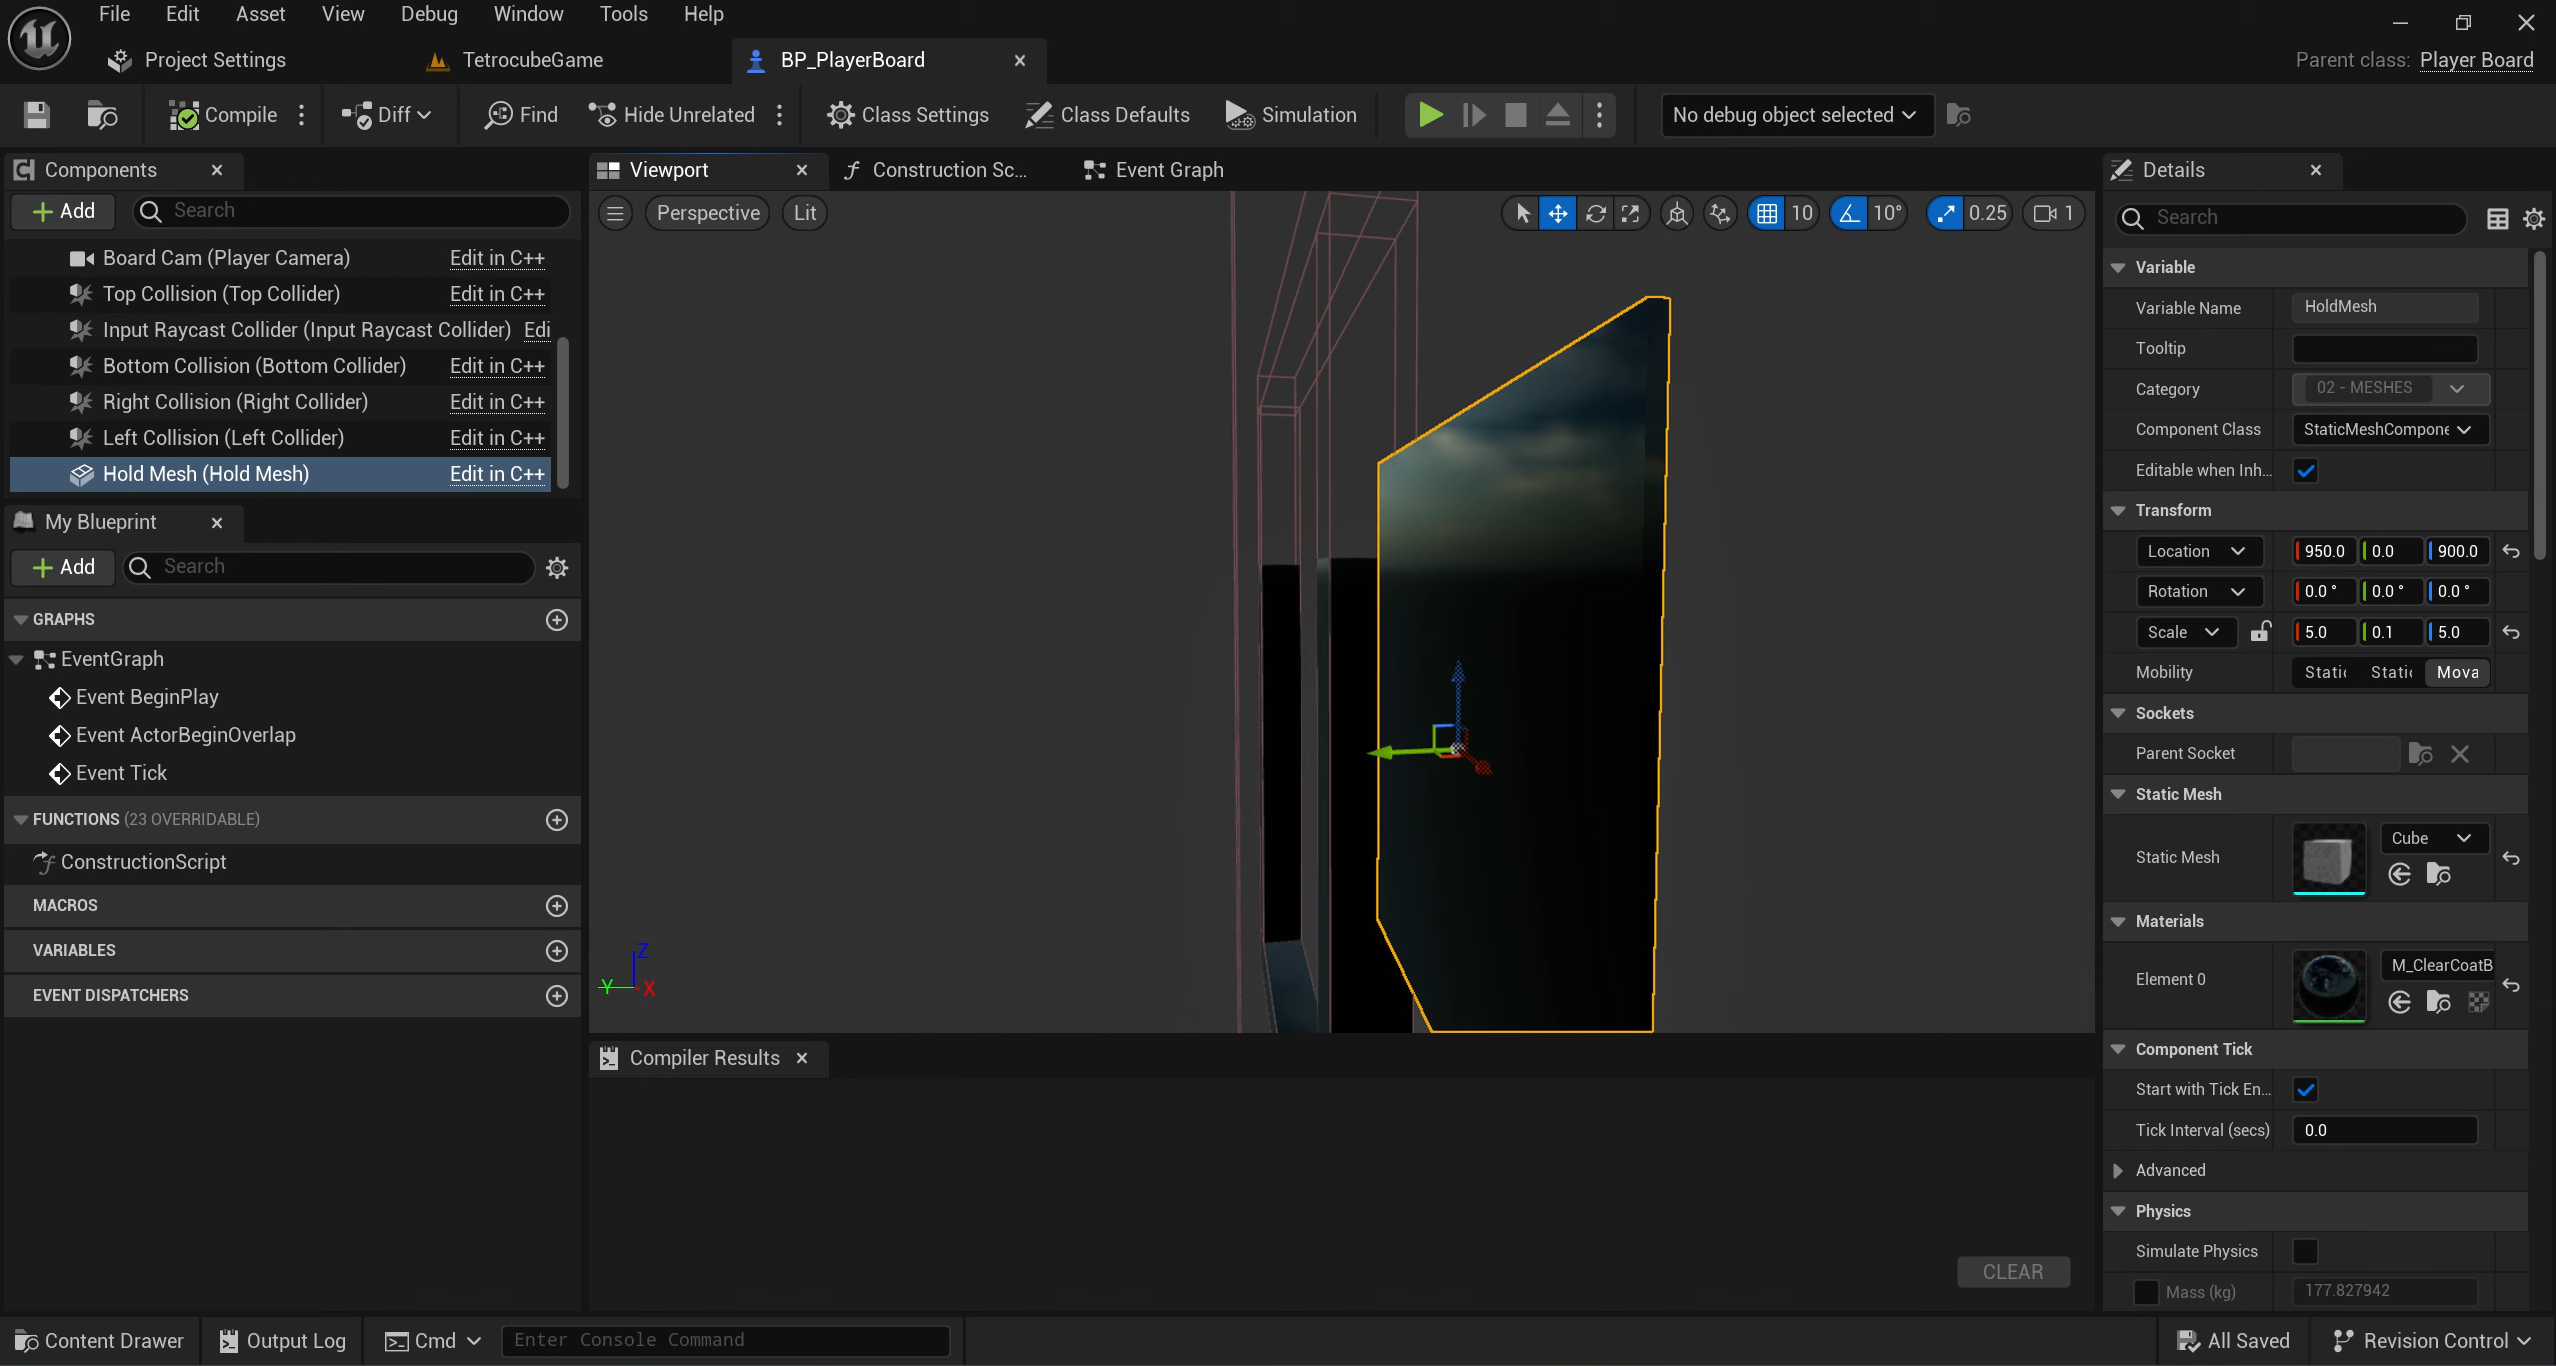 File Edit Asset View Debug Window Tools Help
Project Settings TetrocubeGame BP_PlayerBoard Parent class: Player Board
Compile Diff Find Hide Unrelated Class Settings Class Defaults Simulation No debug object selected
Components
Add Search
Board Cam (Player Camera) Edit in C++
Top Collision (Top Collider) Edit in C++
Input Raycast Collider (Input Raycast Collider) Edi
Bottom Collision (Bottom Collider) Edit in C++
Right Collision (Right Collider) Edit in C++
Left Collision (Left Collider) Edit in C++
Hold Mesh (Hold Mesh) Edit in C++
My Blueprint
Add Search
GRAPHS
EventGraph
Event BeginPlay
Event ActorBeginOverlap
Event Tick
FUNCTIONS (23 OVERRIDABLE)
ConstructionScript
MACROS
VARIABLES
EVENT DISPATCHERS
Viewport Construction Sc... Event Graph
Perspective Lit 10 10° 0.25 1
Z
Y X
Compiler Results
CLEAR
Details
Search
Variable
Variable Name HoldMesh
Tooltip
Category 02 - MESHES
Component Class StaticMeshCompone
Editable when Inh...
Transform
Location 950.0 0.0 900.0
Rotation 0.0 ° 0.0 ° 0.0 °
Scale 5.0 0.1 5.0
Mobility Stati Stati Mova
Sockets
Parent Socket
Static Mesh
Static Mesh Cube
Materials
Element 0 M_ClearCoatB
Component Tick
Start with Tick En...
Tick Interval (secs) 0.0
Advanced
Physics
Simulate Physics
Mass (kg) 177.827942
Content Drawer Output Log Cmd Enter Console Command All Saved Revision Control